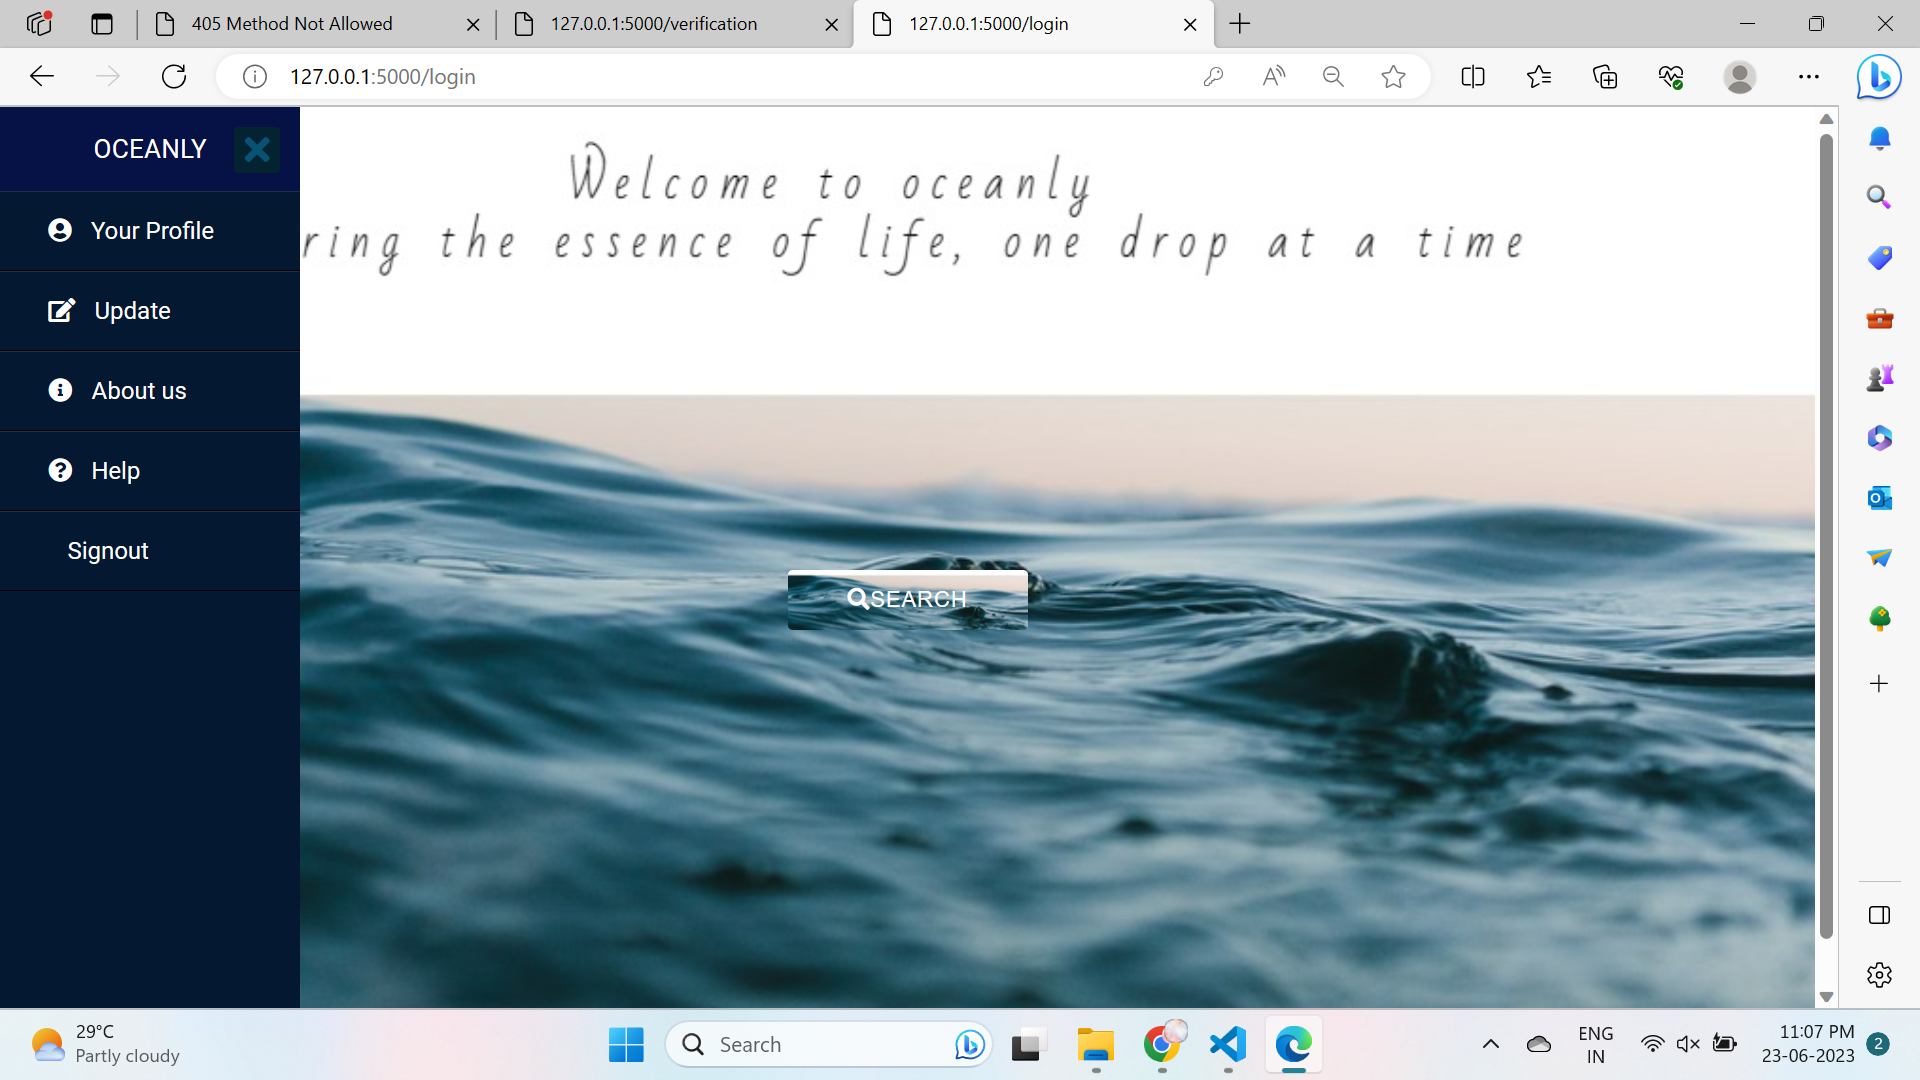 405 Method Not Allowed
127.0.0.1:5000/verification
127.0.0.1:5000/login
127.0.0.1:5000/login
OCEANLY
Your Profile
Update
About us
Help
Signout
Welcome to oceanly
ring the essence of life, one drop at a time
SEARCH
29°C
Partly cloudy
Search
ENG
IN
11:07 PM
23-06-2023
2